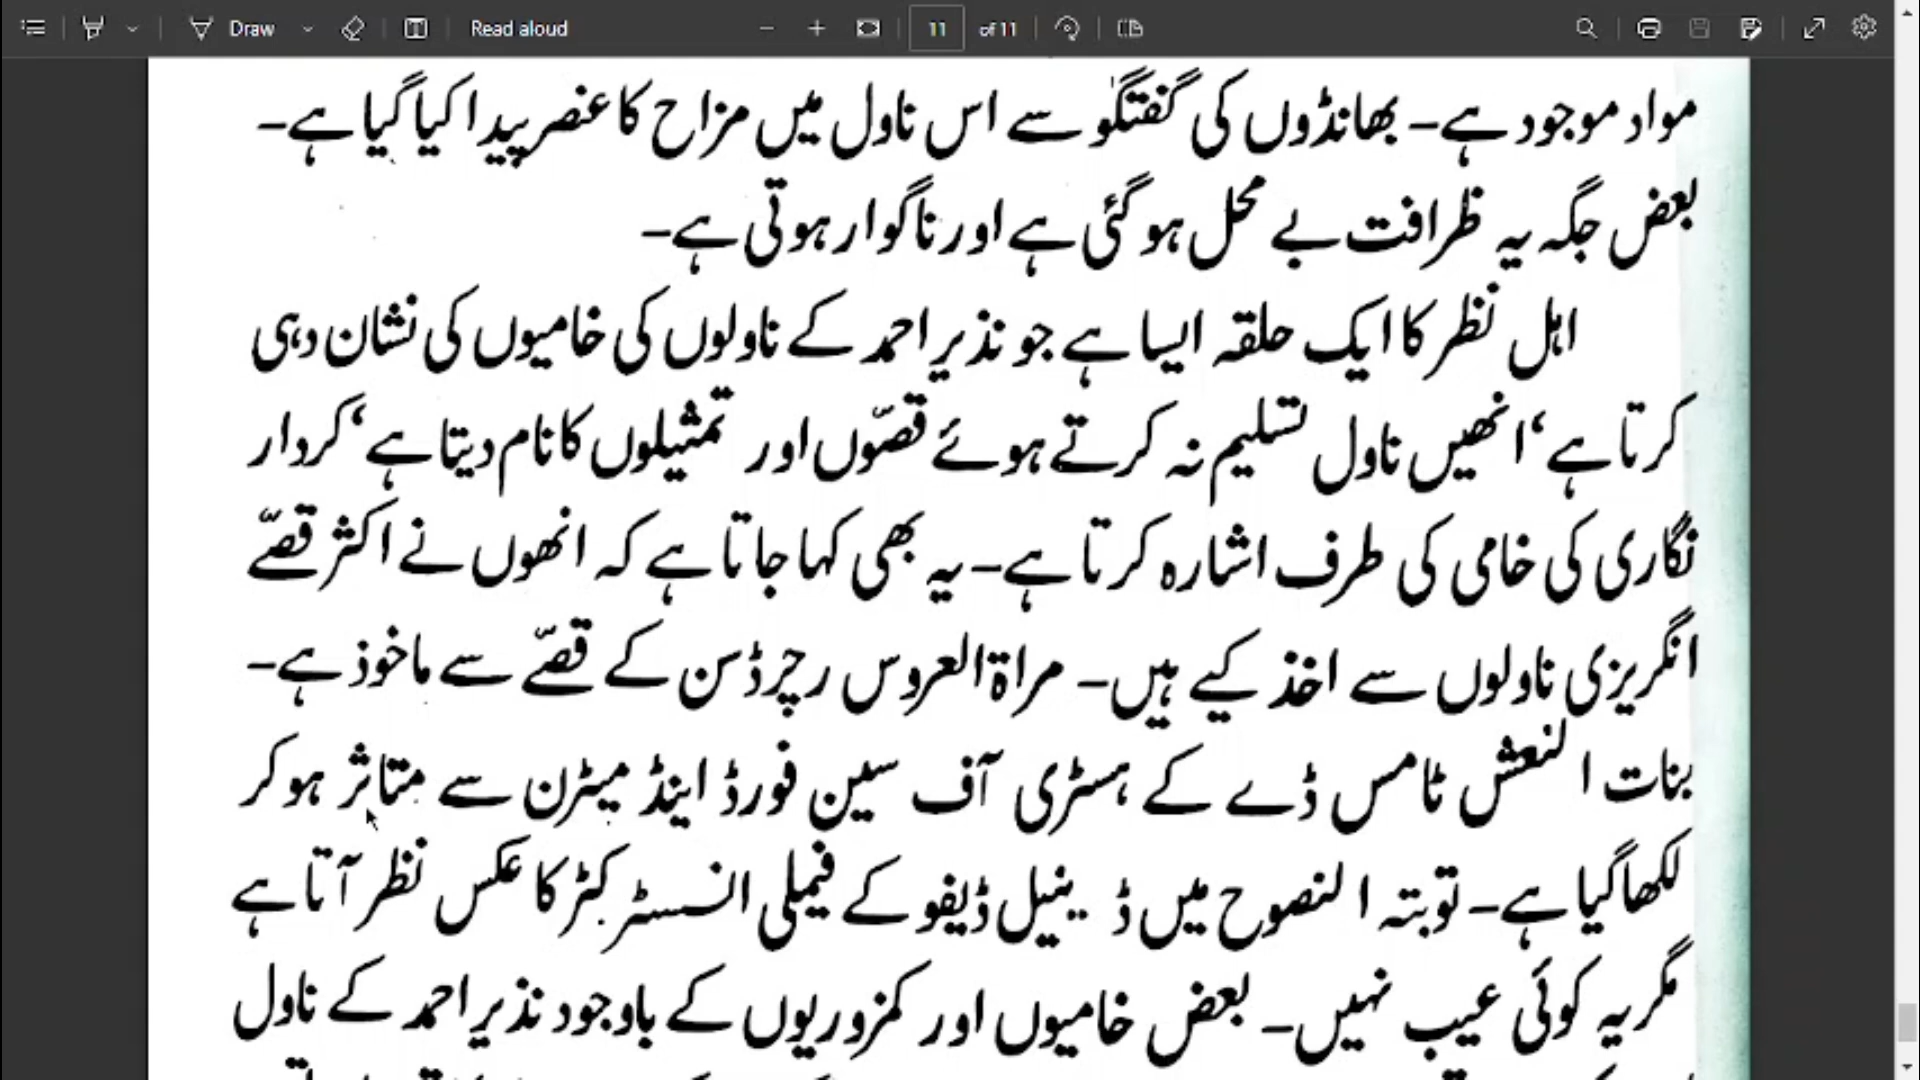 Draw
Read aloud
11
of 11
مواد موجود ہے۔ بھانڈوں کی گفتگو سے اس ناول میں مزاح کا عنصر پیدا کیا گیا ہے۔
بعض جگہ یہ ظرافت بے محل ہو گئی ہے اور ناگوار ہوتی ہے۔
اہل نظر کا ایک حلقہ ایسا ہے جو نذیر احمد کے ناولوں کی خامیوں کی نشان دہی
کرتا ہے‘ انھیں ناول تسلیم نہ کرتے ہوئے قصّوں اور تمثیلوں کا نام دیتا ہے‘ کردار
نگاری کی خامی کی طرف اشارہ کرتا ہے۔ یہ بھی کہا جاتا ہے کہ انھوں نے اکثر قصّے
انگریزی ناولوں سے اخذ کیے ہیں۔ مراۃ العروس رچرڈسن کے قصّے سے ماخوذ ہے۔
بنات النعش ٹامس ڈے کے ہسٹری آف سین فورڈ اینڈ میٹرن سے متاثر ہو کر
لکھا گیا ہے۔ توبتہ النصوح میں ڈینیل ڈیفو کے فیملی انسٹرکٹر کا عکس نظر آتا ہے
مگر یہ کوئی عیب نہیں۔ بعض خامیوں اور کمزوریوں کے باوجود نذیر احمد کے ناول